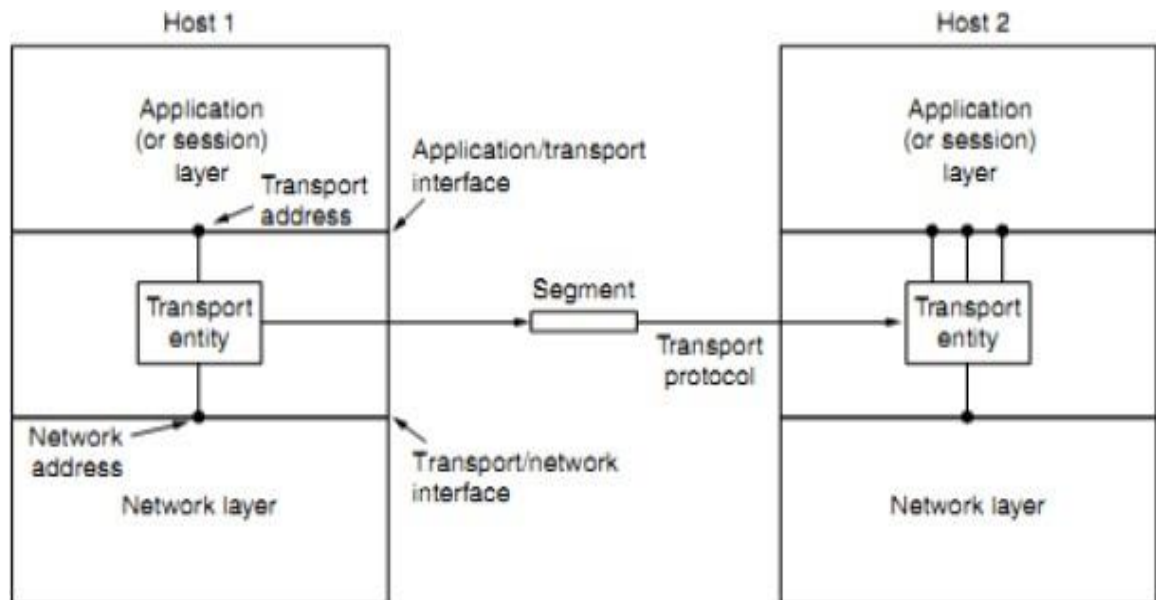 Host 1
Host 2
Application
(or session)
layer
Transport
address
Application/transport
interface
Application
(or session)
layer
Transport
entity
Segment
Transport
protocol
Transport
entity
Network
address
Transport/network
interface
Network layer
Network layer